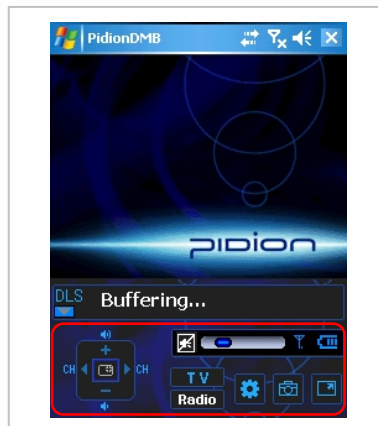 PidionDMB
PIDION
DLS Buffering...
CH CH
TV
Radio